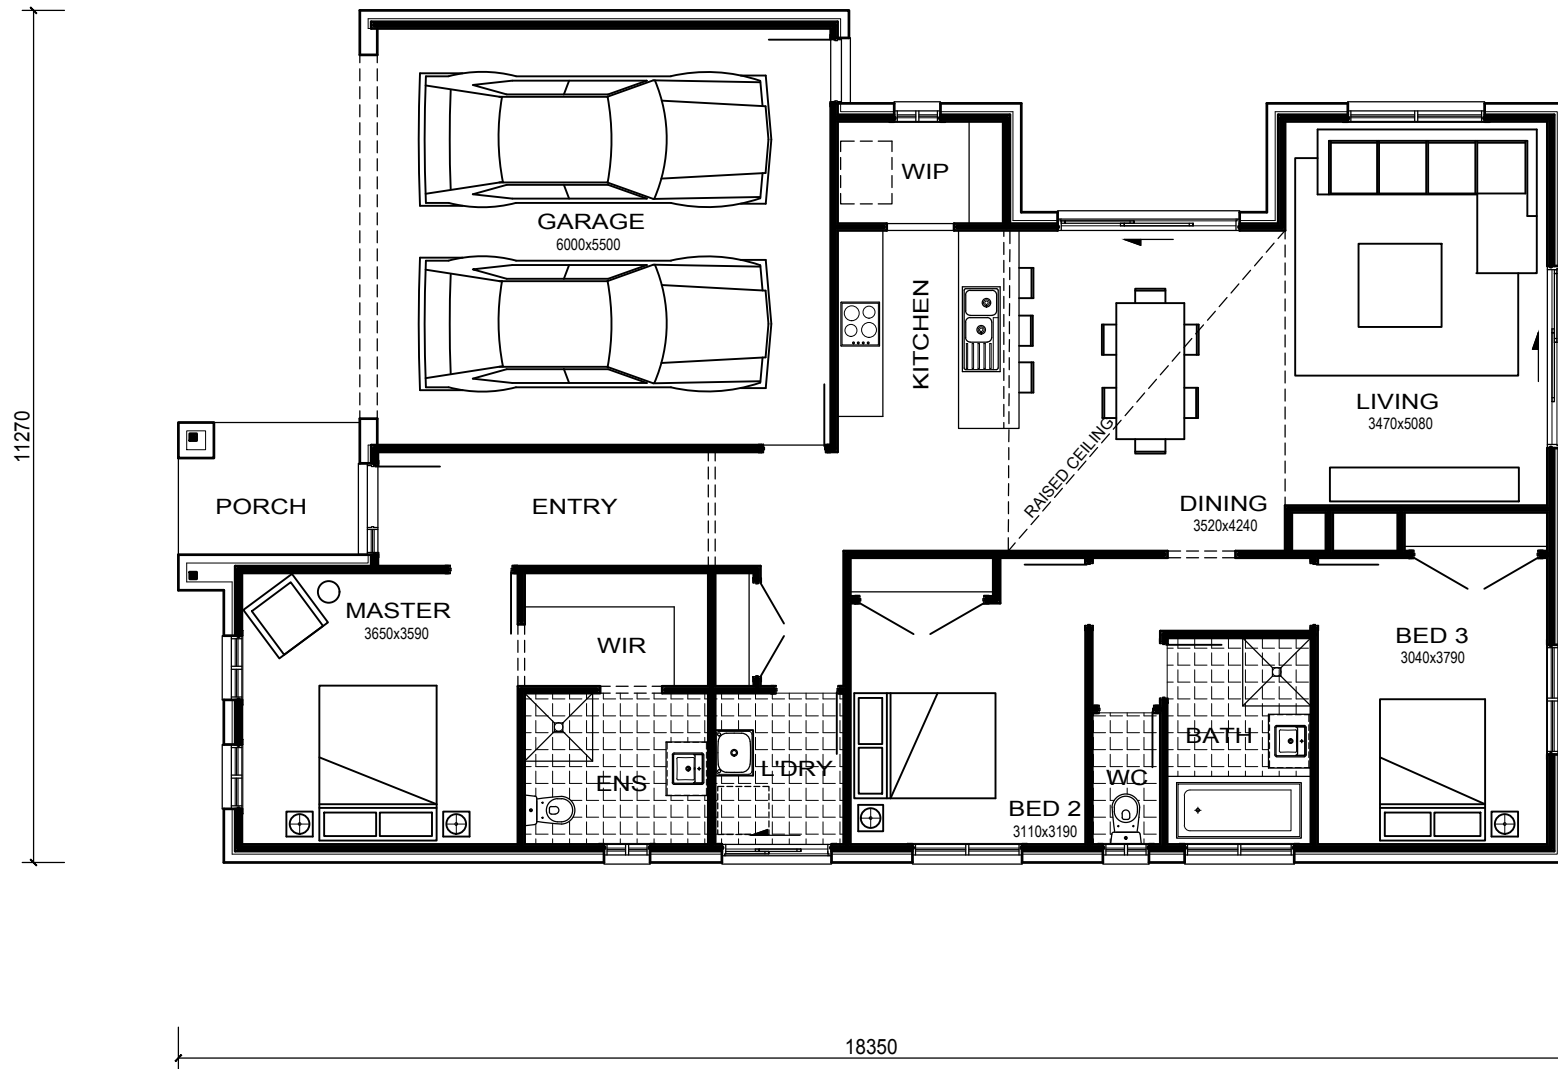 WIP
GARAGE
6000x5500
KITCHEN
11270
LIVING
3470x5080
RAISED CEILING
PORCH
ENTRY
DINING
3520x4240
MASTER
3650x3590
WIR
BED 3
3040x3790
BATH
L'DRY
ENS
WC
BED 2
3110x3190
18350